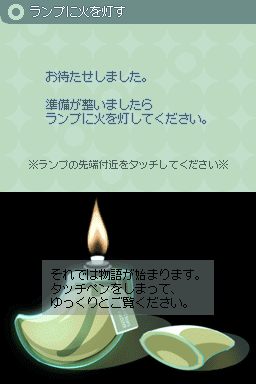 ランプに火を灯す
お待たせしました。
準備が整いましたら
ランプに火を灯してください。
※ランプの先端付近をタッチしてください※
それでは物語が始まります。
タッチペンをしまって、
ゆっくりとご覧ください。